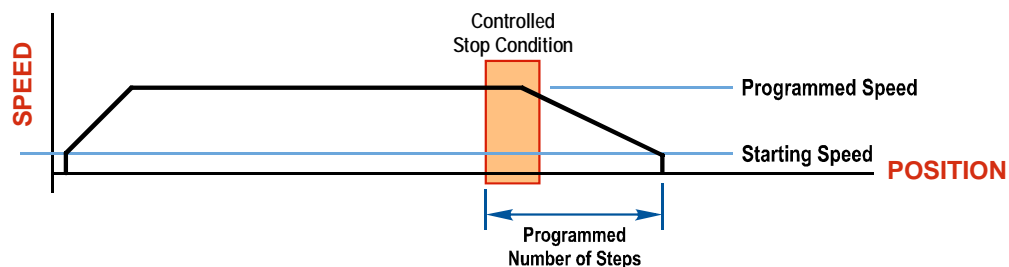 Controlled
Stop Condition
SPEED
Programmed Speed
Starting Speed
POSITION
Programmed
Number of Steps